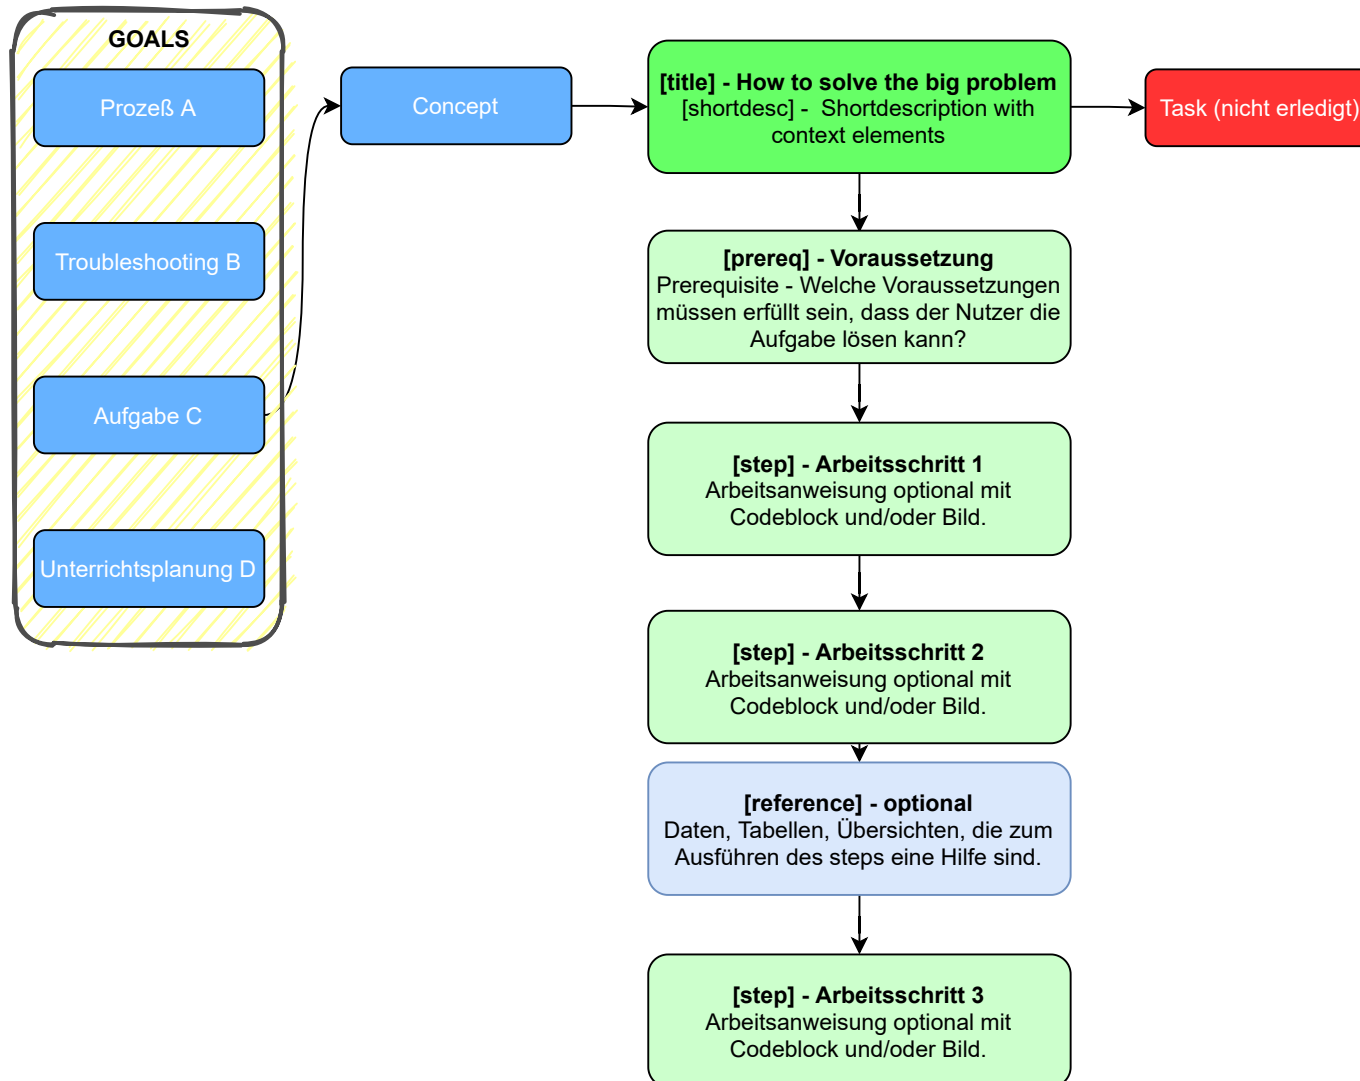 GOALS
Prozeß A
Troubleshooting B
Aufgabe C
Unterrichtsplanung D
Concept
[title] - How to solve the big problem
[shortdesc] - Shortdescription with
context elements
Task (nicht erledigt)
[prereq] - Voraussetzung
Prerequisite - Welche Voraussetzungen
müssen erfüllt sein, dass der Nutzer die
Aufgabe lösen kann?
[step] - Arbeitsschritt 1
Arbeitsanweisung optional mit
Codeblock und/oder Bild.
[step] - Arbeitsschritt 2
Arbeitsanweisung optional mit
Codeblock und/oder Bild.
[reference] - optional
Daten, Tabellen, Übersichten, die zum
Ausführen des steps eine Hilfe sind.
[step] - Arbeitsschritt 3
Arbeitsanweisung optional mit
Codeblock und/oder Bild.